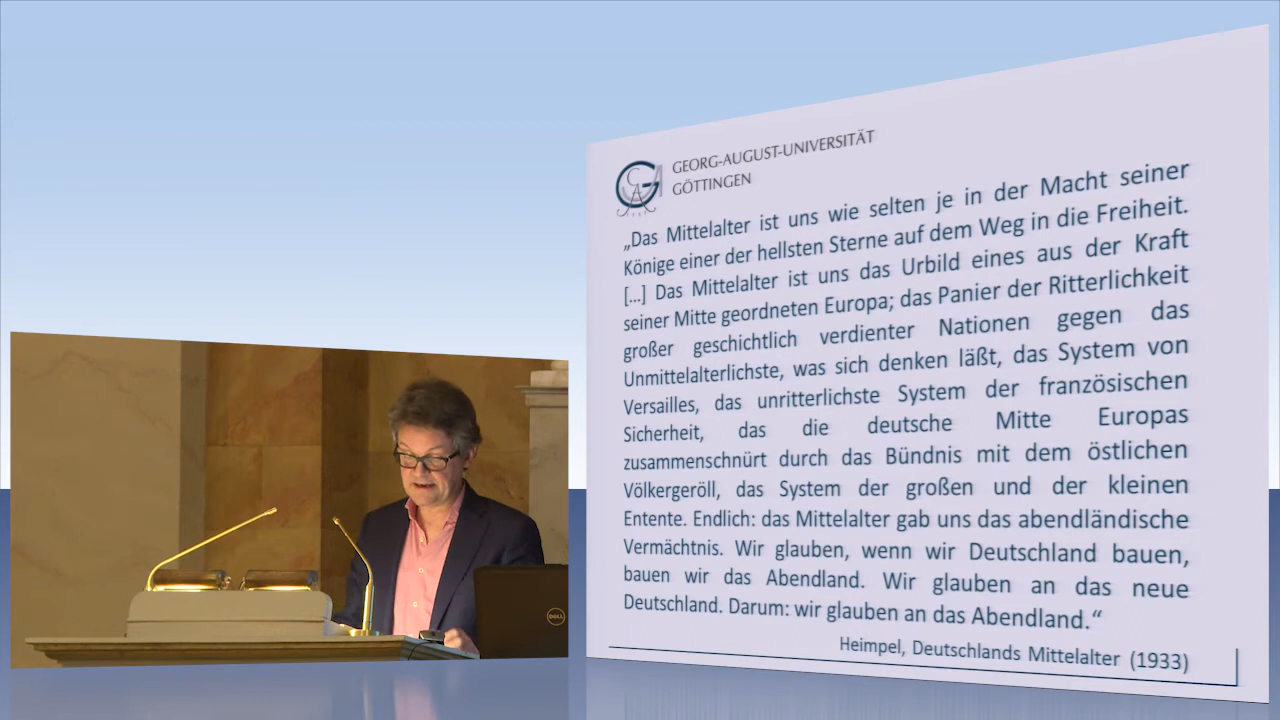 GEORG-AUGUST-UNIVERSITÄT
GÖTTINGEN
„Das Mittelalter ist uns wie selten je in der Macht seiner
Könige einer der hellsten Sterne auf dem Weg in die Freiheit.
[...] Das Mittelalter ist uns das Urbild eines aus der Kraft
seiner Mitte geordneten Europa; das Panier der Ritterlichkeit
großer geschichtlich verdienter Nationen gegen das
Unmittelalterlichste, was sich denken läßt, das System von
Versailles, das unritterlichste System der französischen
Sicherheit, das die deutsche Mitte Europas
zusammenschnürt durch das Bündnis mit dem östlichen
Völkergeröll, das System der großen und der kleinen
Entente. Endlich: das Mittelalter gab uns das abendländische
Vermächtnis. Wir glauben, wenn wir Deutschland bauen,
bauen wir das Abendland. Wir glauben an das neue
Deutschland. Darum: wir glauben an das Abendland.“
Heimpel, Deutschlands Mittelalter (1933)
DELL